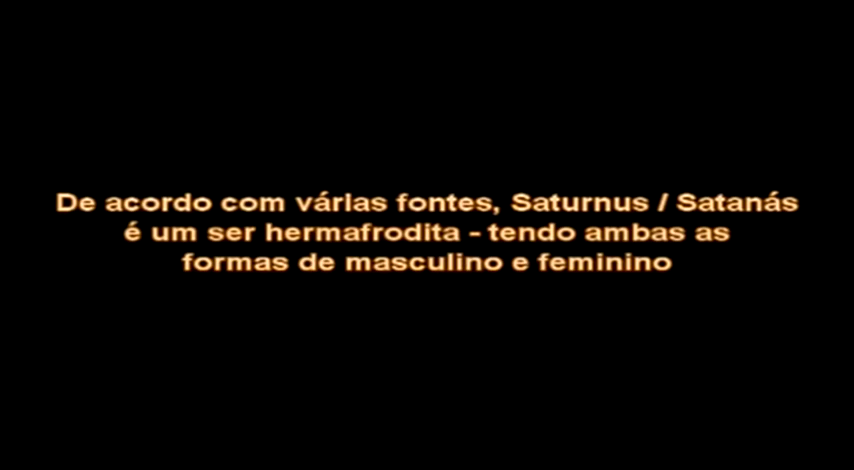 De acordo com várias fontes, Saturnus / Satanás
é um ser hermafrodita - tendo ambas as
formas de masculino e feminino